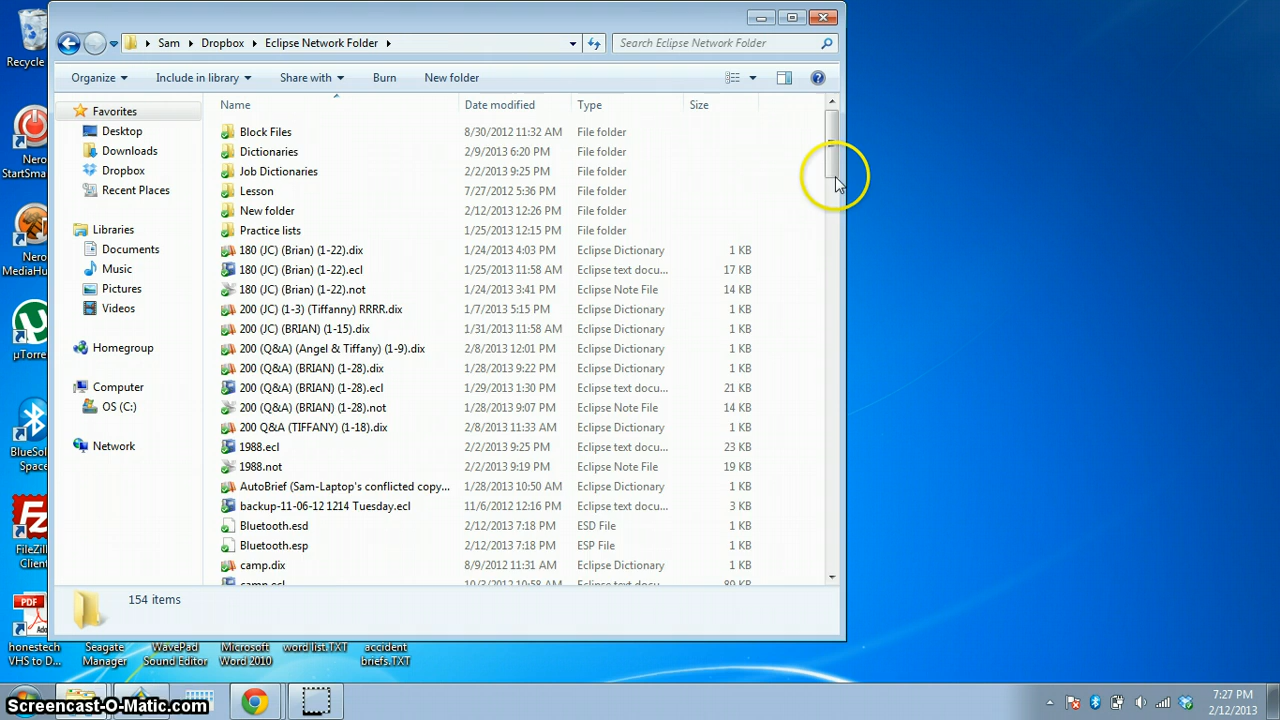 Sam Dropbox Eclipse Network Folder
Search Eclipse Network Folder
Organize Include in library Share with Burn New folder
Name Date modified Type Size
Favorites
Desktop
Downloads
Dropbox
Recent Places
Libraries
Documents
Music
Pictures
Videos
Homegroup
Computer
OS (C:)
Network
Block Files 8/30/2012 11:32 AM File folder
Dictionaries 2/9/2013 6:20 PM File folder
Job Dictionaries 2/2/2013 9:25 PM File folder
Lesson 7/27/2012 5:36 PM File folder
New folder 2/12/2013 12:26 PM File folder
Practice lists 1/25/2013 12:15 PM File folder
180 (JC) (Brian) (1-22).dix 1/24/2013 4:03 PM Eclipse Dictionary 1 KB
180 (JC) (Brian) (1-22).ecl 1/25/2013 11:58 AM Eclipse text docu... 17 KB
180 (JC) (Brian) (1-22).not 1/24/2013 3:41 PM Eclipse Note File 14 KB
200 (JC) (1-3) (Tiffanny) RRRR.dix 1/7/2013 5:15 PM Eclipse Dictionary 1 KB
200 (JC) (BRIAN) (1-15).dix 1/31/2013 11:58 AM Eclipse Dictionary 1 KB
200 (Q&A) (Angel & Tiffany) (1-9).dix 2/8/2013 12:01 PM Eclipse Dictionary 1 KB
200 (Q&A) (BRIAN) (1-28).dix 1/28/2013 9:22 PM Eclipse Dictionary 1 KB
200 (Q&A) (BRIAN) (1-28).ecl 1/29/2013 1:30 PM Eclipse text docu... 21 KB
200 (Q&A) (BRIAN) (1-28).not 1/28/2013 9:07 PM Eclipse Note File 14 KB
200 Q&A (TIFFANY) (1-18).dix 2/8/2013 11:33 AM Eclipse Dictionary 1 KB
1988.ecl 2/2/2013 9:25 PM Eclipse text docu... 23 KB
1988.not 2/2/2013 9:19 PM Eclipse Note File 19 KB
AutoBrief (Sam-Laptop's conflicted copy... 1/28/2013 10:50 AM Eclipse Dictionary 1 KB
backup-11-06-12 1214 Tuesday.ecl 11/6/2012 12:16 PM Eclipse text docu... 3 KB
Bluetooth.esd 2/12/2013 7:18 PM ESD File 1 KB
Bluetooth.esp 2/12/2013 7:18 PM ESP File 1 KB
camp.dix 8/9/2012 11:31 AM Eclipse Dictionary 1 KB
camp.ecl 10/3/2012 10:58 AM Eclipse text docu... 89 KB
154 items
Recycle
Nero
StartSma
Nero
MediaHu
µTorre
BlueSol
Space
FileZil
Client
PDF
honestech
VHS to D...
Seagate
Manager
WavePad
Sound Editor
Microsoft
Word 2010
word list.TXT
accident
briefs.TXT
Screencast-O-Matic.com
7:27 PM
2/12/2013